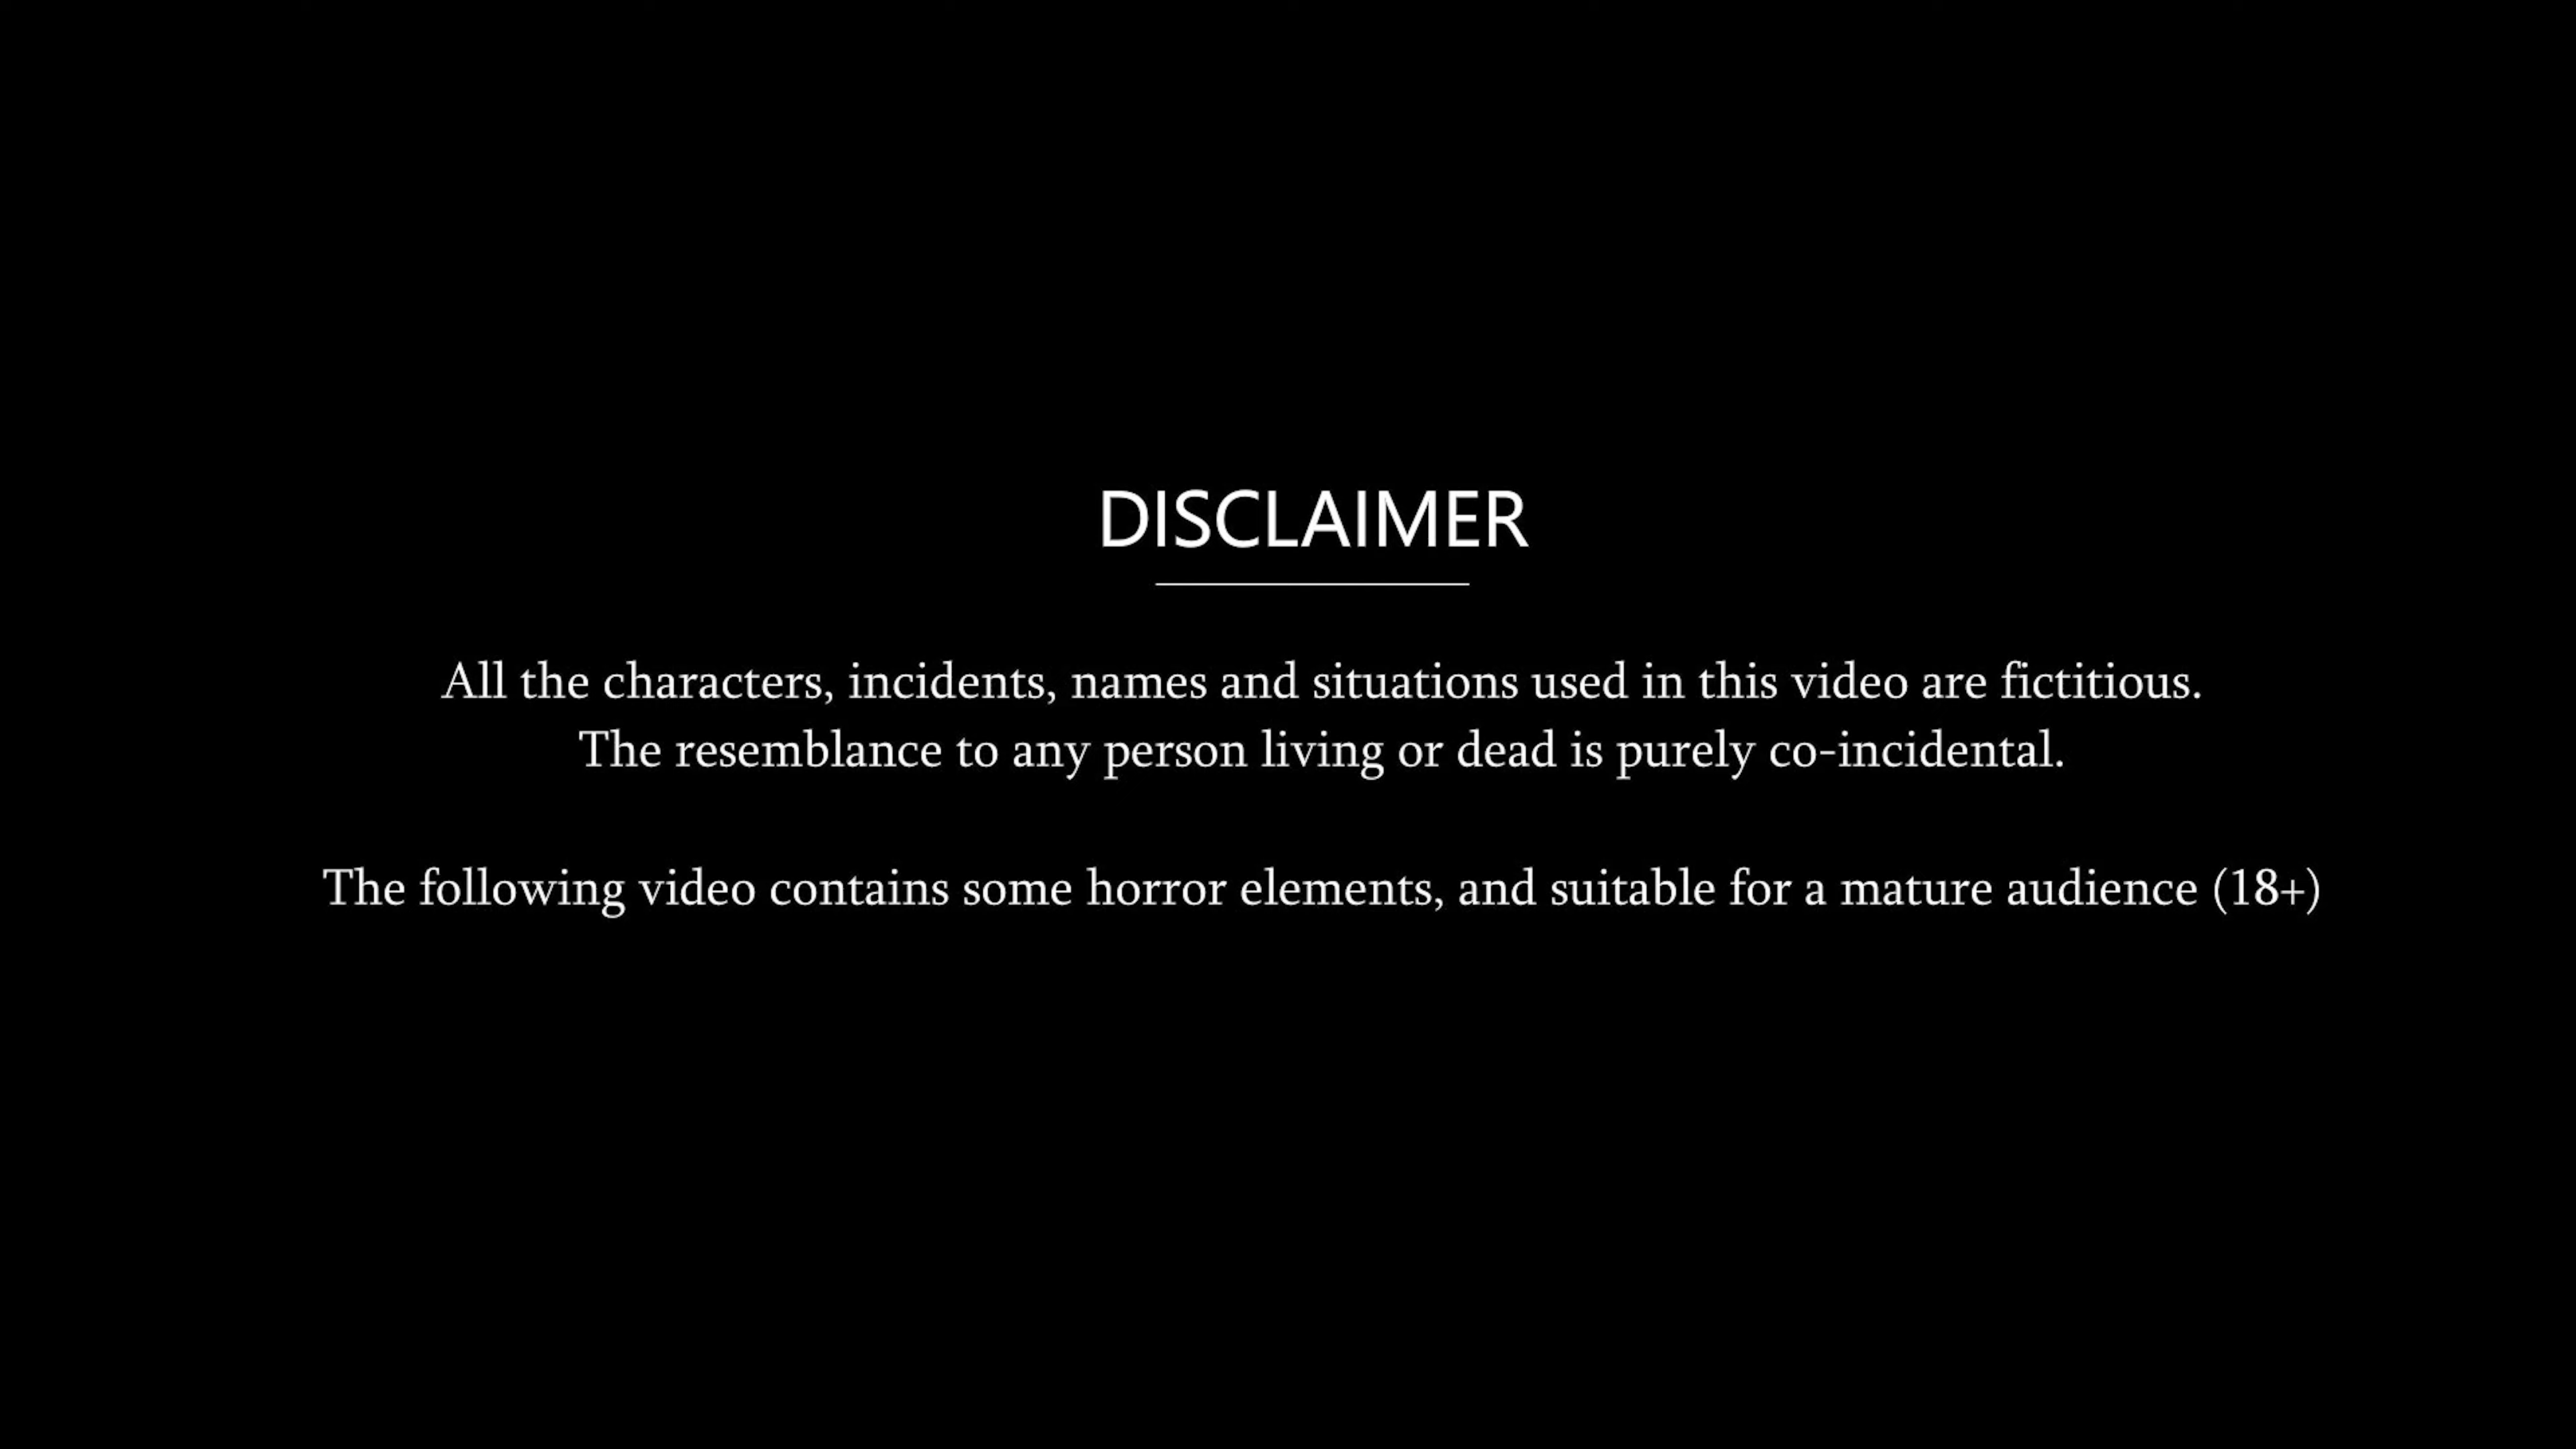 DISCLAIMER
All the characters, incidents, names and situations used in this video are fictitious.
The resemblance to any person living or dead is purely co-incidental.
The following video contains some horror elements, and suitable for a mature audience (18+)